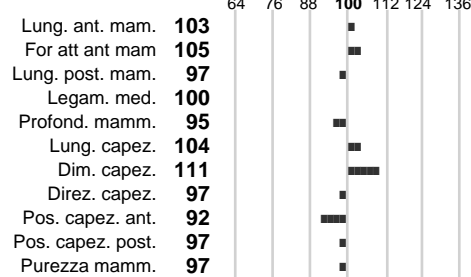 64 76 88 100 112 124 136
Lung. ant. mam. 103
For att ant mam 105
Lung. post. mam. 97
Legam. med. 100
Profond. mamm. 95
Lung. capez. 104
Dim. capez. 111
Direz. capez. 97
Pos. capez. ant. 92
Pos. capez. post. 97
Purezza mamm. 97